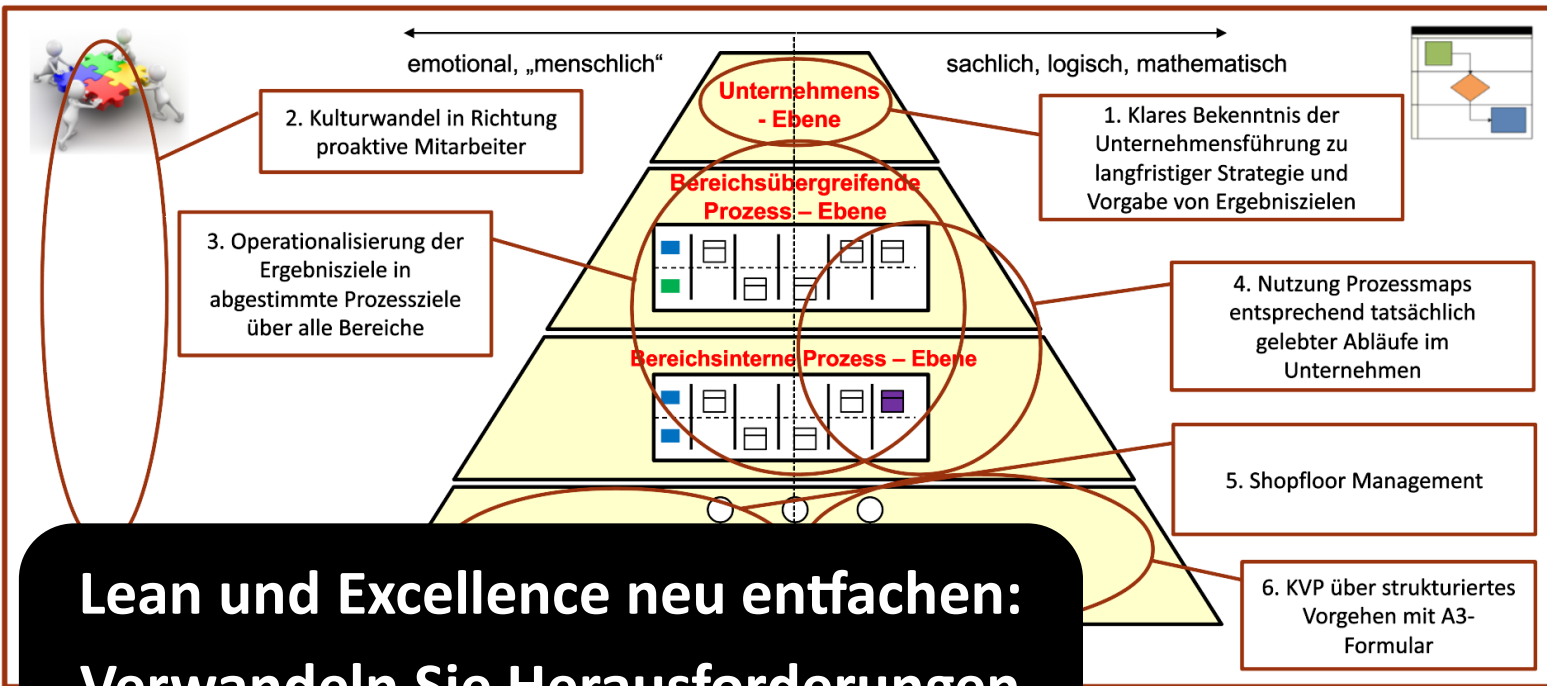 emotional, „menschlich“
sachlich, logisch, mathematisch
Unternehmens
- Ebene
2. Kulturwandel in Richtung
proaktive Mitarbeiter
1. Klares Bekenntnis der
Unternehmensführung zu
langfristiger Strategie und
Vorgabe von Ergebniszielen
Bereichsübergreifende
Prozess – Ebene
3. Operationalisierung der
Ergebnisziele in
abgestimmte Prozessziele
über alle Bereiche
4. Nutzung Prozessmaps
entsprechend tatsächlich
gelebter Abläufe im
Unternehmen
Bereichsinterne Prozess – Ebene
5. Shopfloor Management
6. KVP über strukturiertes
Vorgehen mit A3-
Formular
Lean und Excellence neu entfachen:
Verwandeln Sie Herausforderungen